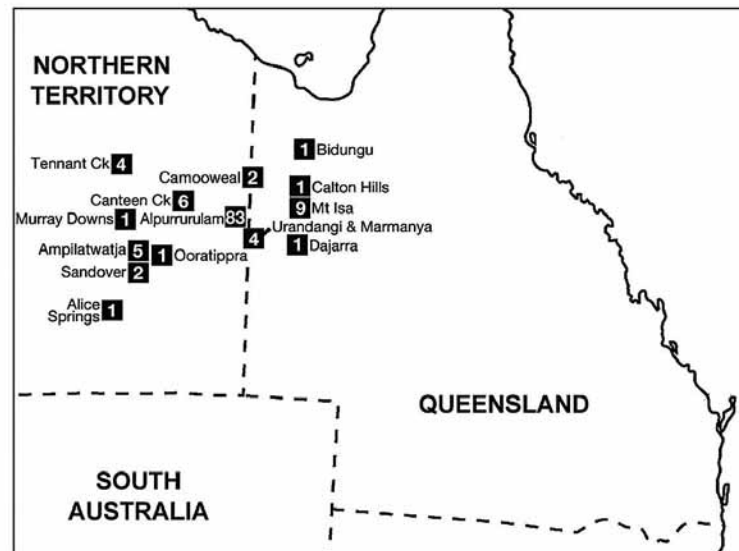 NORTHERN
TERRITORY
1 Bidungu
Tennant Ck 4
Camooweal 2
1 Calton Hills
Canteen Ck 6
9 Mt Isa
Murray Downs 1
Alpurrurulam 83
Urandangi & Marmanya
4
Ampilatwatja 5
1 Ooratippra
1 Dajarra
Sandover 2
Alice
Springs 1
QUEENSLAND
SOUTH
AUSTRALIA